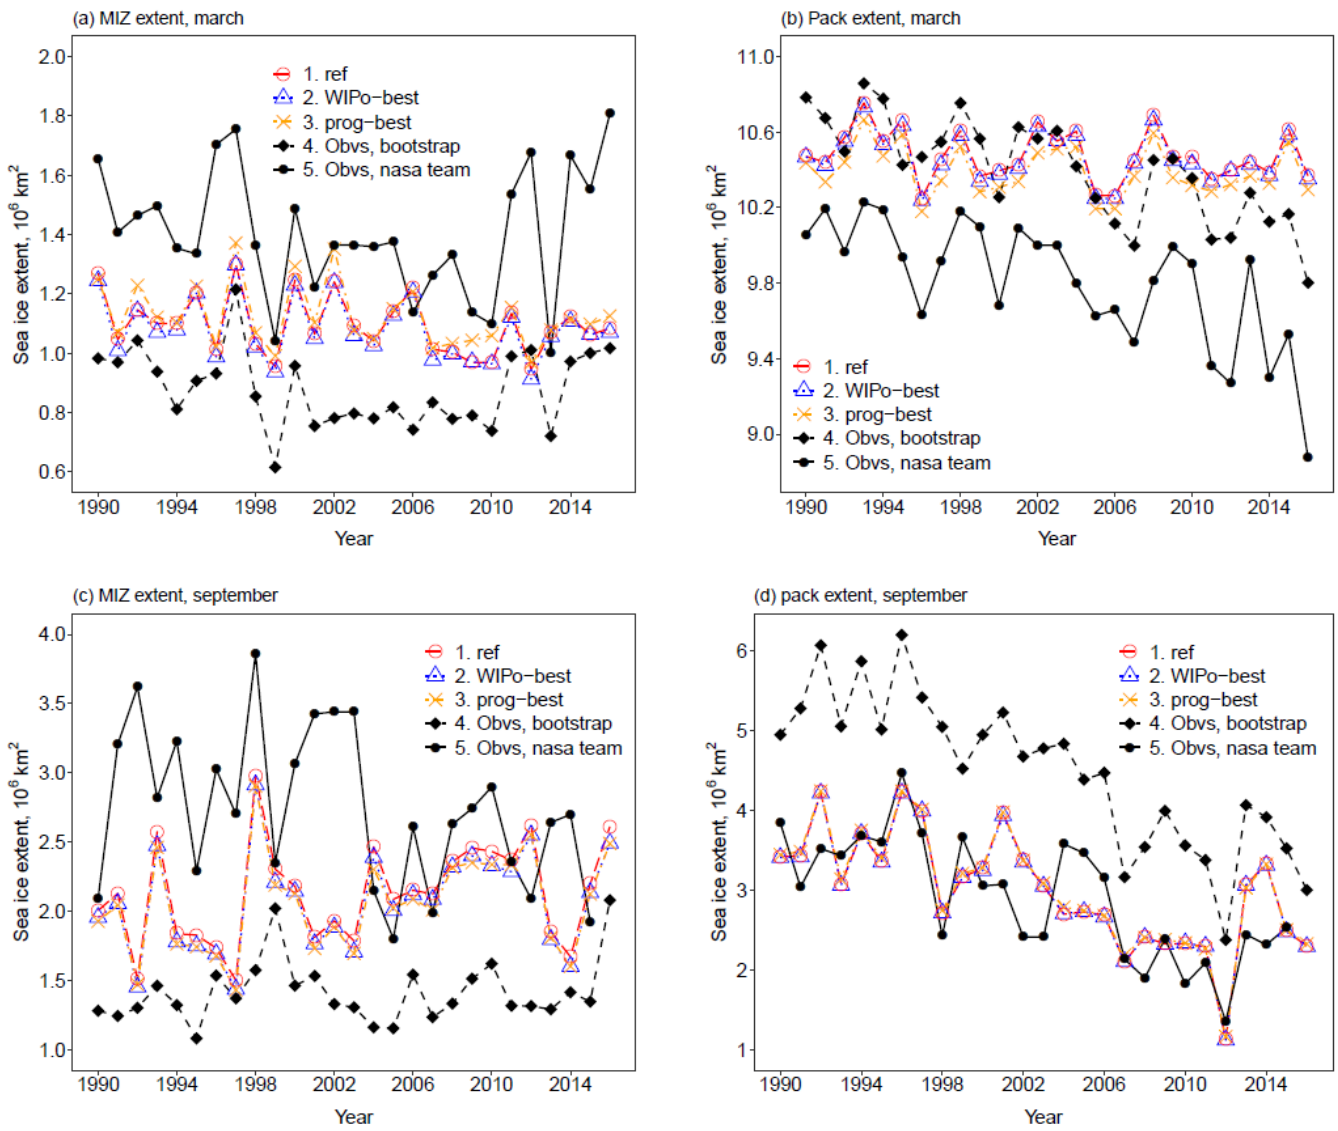 (a) MIZ extent, march
2.0
1.8
1.6
1.4
1.2
1.0
0.8
0.6
Sea ice extent, 10⁶ km²
1. ref
2. WIPo−best
3. prog−best
4. Obvs, bootstrap
5. Obvs, nasa team
1990 1994 1998 2002 2006 2010 2014
Year
(b) Pack extent, march
11.0
10.6
10.2
9.8
9.4
9.0
Sea ice extent, 10⁶ km²
1. ref
2. WIPo−best
3. prog−best
4. Obvs, bootstrap
5. Obvs, nasa team
1990 1994 1998 2002 2006 2010 2014
Year
(c) MIZ extent, september
4.0
3.5
3.0
2.5
2.0
1.5
1.0
Sea ice extent, 10⁶ km²
1. ref
2. WIPo−best
3. prog−best
4. Obvs, bootstrap
5. Obvs, nasa team
1990 1994 1998 2002 2006 2010 2014
Year
(d) pack extent, september
6
5
4
3
2
1
Sea ice extent, 10⁶ km²
1. ref
2. WIPo−best
3. prog−best
4. Obvs, bootstrap
5. Obvs, nasa team
1990 1994 1998 2002 2006 2010 2014
Year